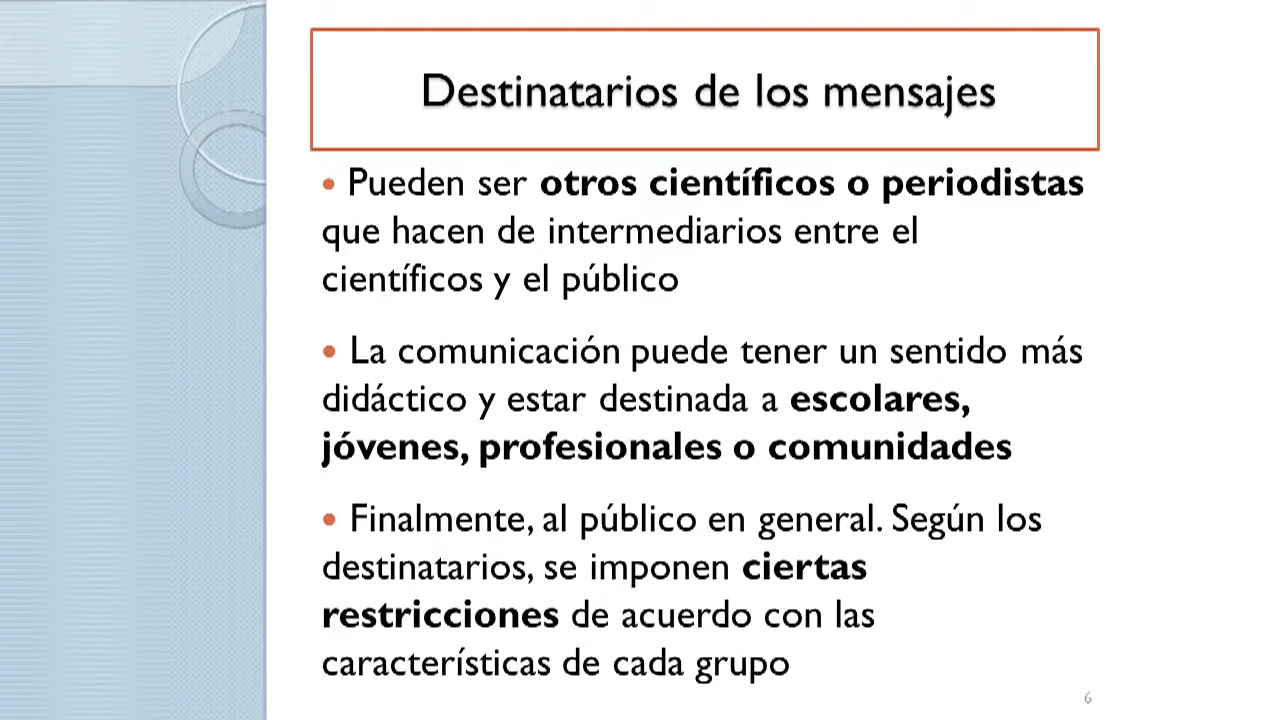 Destinatarios de los mensajes
• Pueden ser otros científicos o periodistas
que hacen de intermediarios entre el
científicos y el público
• La comunicación puede tener un sentido más
didáctico y estar destinada a escolares,
jóvenes, profesionales o comunidades
• Finalmente, al público en general. Según los
destinatarios, se imponen ciertas
restricciones de acuerdo con las
características de cada grupo
6